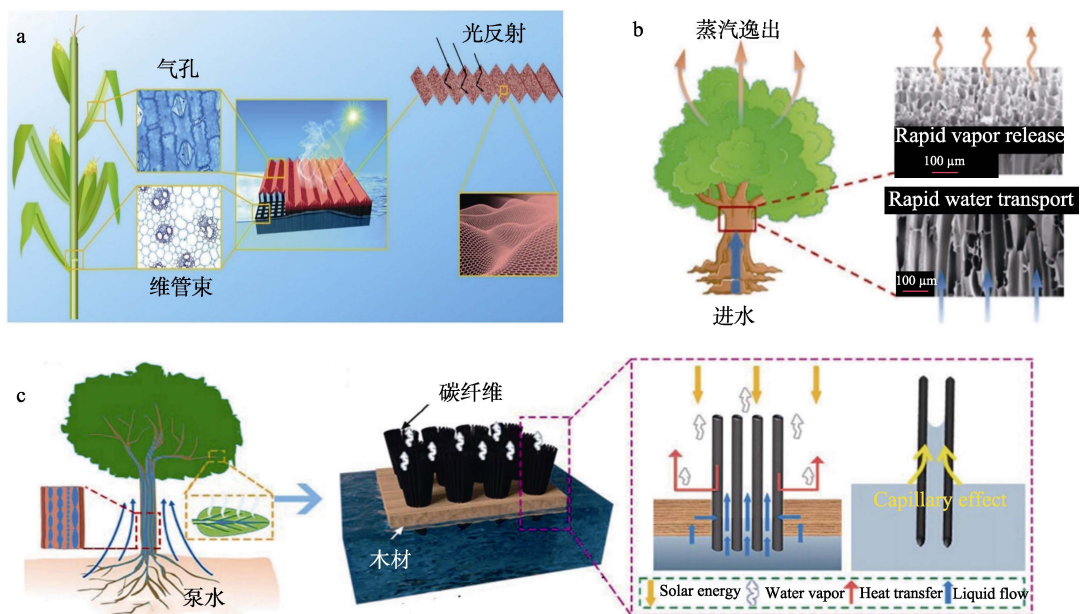 a
气孔
光反射
维管束
b
蒸汽逸出
Rapid vapor release
100 μm
Rapid water transport
100 μm
进水
c
碳纤维
木材
泵水
Capillary effect
Solar energy
Water vapor
Heat transfer
Liquid flow